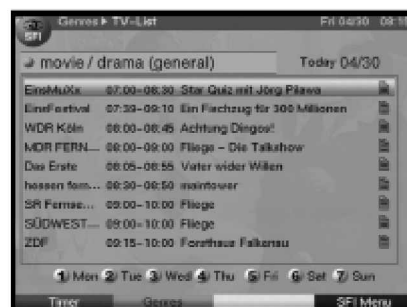 SFI
Genres ▸ TV-List Fri 04/30 08:18
movie / drama (general) Today 04/30
EinsMuXx 07:00-08:30 Star Quiz mit Jörg Pilawa
EinsFestival 07:39-09:10 Ein Fischzug für 300 Millionen
WDR Köln 08:00-08:45 Achtung Dingos!
MDR FERN... 08:00-09:00 Fliege - Die Talkshow
Das Erste 08:05-08:55 Vater wider Willen
hessen fern... 08:30-08:50 maintower
SR Fernse... 09:00-10:00 Fliege
SÜDWEST... 09:00-10:00 Fliege
ZDF 09:15-10:00 Forsthaus Falkenau
1 Mon 2 Tue 3 Wed 4 Thu 5 Fri 6 Sat 7 Sun
Timer Genres SFI Menu